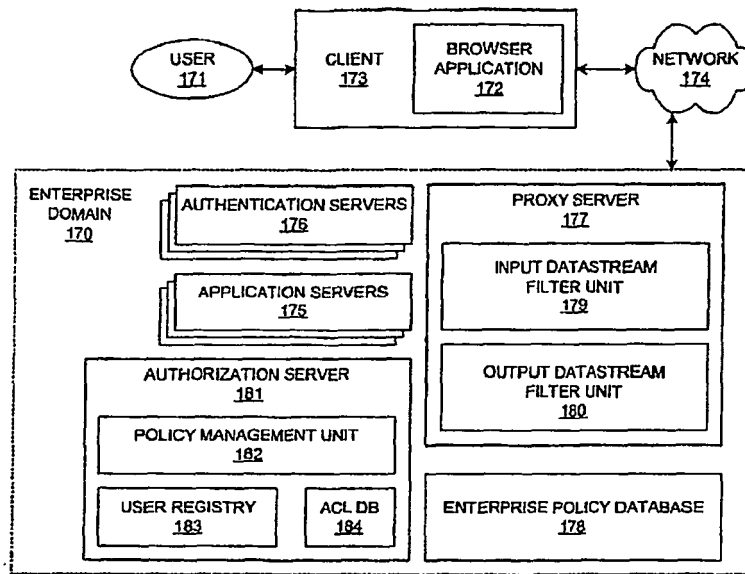 USER
171
CLIENT
173
BROWSER
APPLICATION
172
NETWORK
174
ENTERPRISE
DOMAIN
170
AUTHENTICATION SERVERS
176
APPLICATION SERVERS
175
AUTHORIZATION SERVER
181
POLICY MANAGEMENT UNIT
182
USER REGISTRY
183
ACL DB
184
PROXY SERVER
177
INPUT DATASTREAM
FILTER UNIT
179
OUTPUT DATASTREAM
FILTER UNIT
180
ENTERPRISE POLICY DATABASE
178